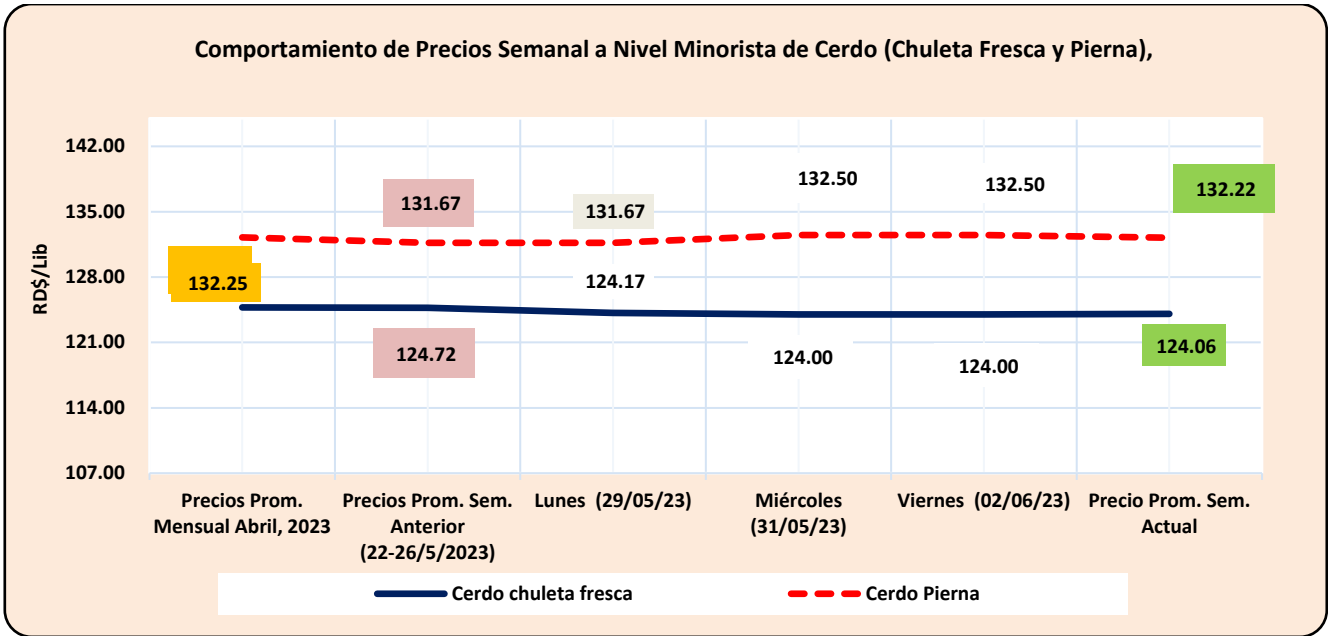 Comportamiento de Precios Semanal a Nivel Minorista de Cerdo (Chuleta Fresca y Pierna),
RD$/Lib
142.00
135.00
128.00
121.00
114.00
107.00
131.67
131.67
132.50
132.50
132.22
132.25
124.17
124.72
124.00
124.00
124.06
Precios Prom.
Mensual Abril, 2023
Precios Prom. Sem.
Anterior
(22-26/5/2023)
Lunes (29/05/23)
Miércoles
(31/05/23)
Viernes (02/06/23)
Precio Prom. Sem.
Actual
Cerdo chuleta fresca
Cerdo Pierna